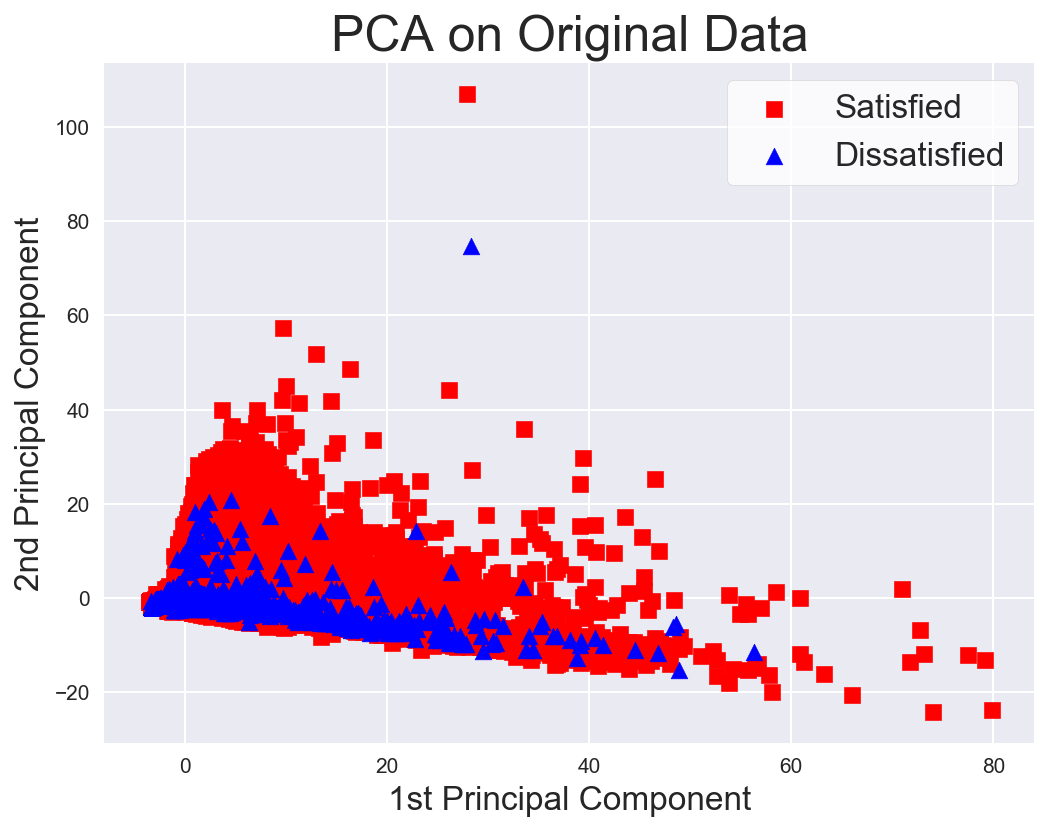 PCA on Original Data
Satisfied
Dissatisfied
2nd Principal Component
100
80
60
40
20
0
−20
0 20 40 60 80
1st Principal Component